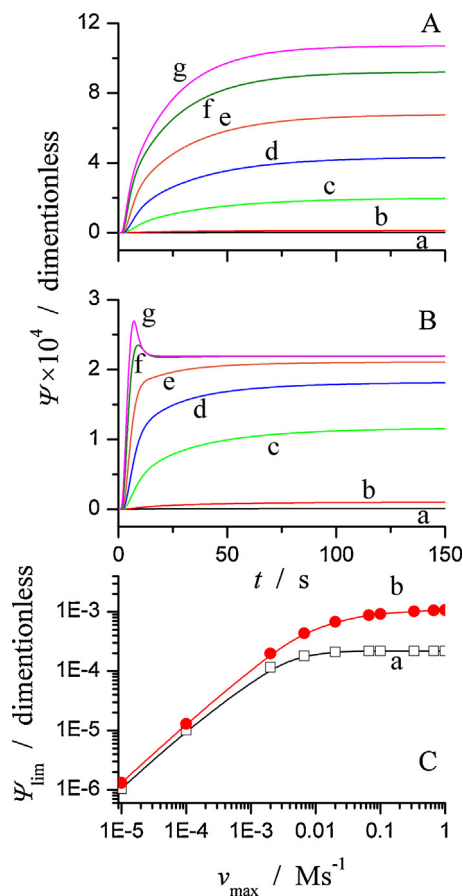 A
12
8
4
0
g
f e
d
c
b
a
Ψ×10⁴ / dimentionless
B
3
2
1
0
g
f
e
d
c
b
a
0 50 100 150
t / s
C
Ψlim / dimentionless
1E-3
1E-4
1E-5
1E-6
b
a
1E-5 1E-4 1E-3 0.01 0.1 1
vmax / Ms⁻¹